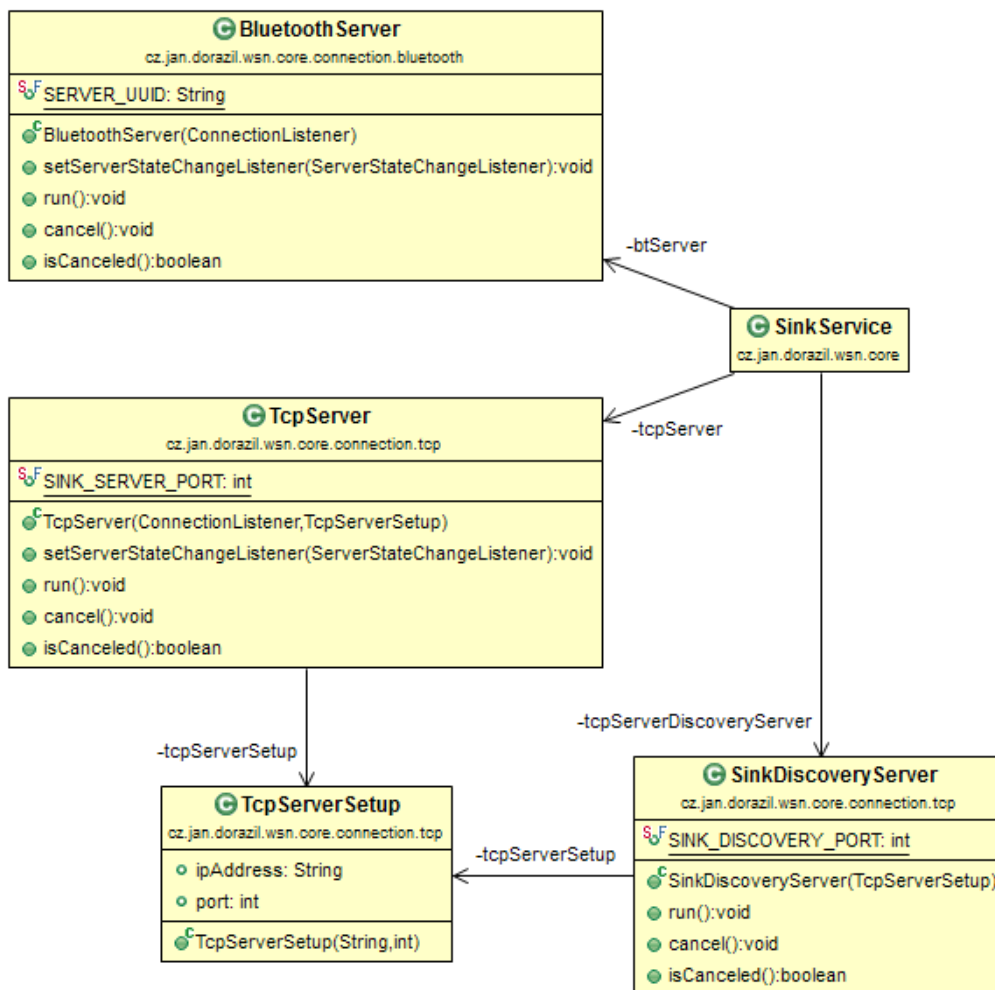 BluetoothServer
cz.jan.dorazil.wsn.core.connection.bluetooth
SERVER_UUID: String
BluetoothServer(ConnectionListener)
setServerStateChangeListener(ServerStateChangeListener):void
run():void
cancel():void
isCanceled():boolean
-btServer
SinkService
cz.jan.dorazil.wsn.core
-tcpServer
TcpServer
cz.jan.dorazil.wsn.core.connection.tcp
SINK_SERVER_PORT: int
TcpServer(ConnectionListener,TcpServerSetup)
setServerStateChangeListener(ServerStateChangeListener):void
run():void
cancel():void
isCanceled():boolean
-tcpServerDiscoveryServer
-tcpServerSetup
TcpServerSetup
cz.jan.dorazil.wsn.core.connection.tcp
ipAddress: String
port: int
TcpServerSetup(String,int)
-tcpServerSetup
SinkDiscoveryServer
cz.jan.dorazil.wsn.core.connection.tcp
SINK_DISCOVERY_PORT: int
SinkDiscoveryServer(TcpServerSetup)
run():void
cancel():void
isCanceled():boolean